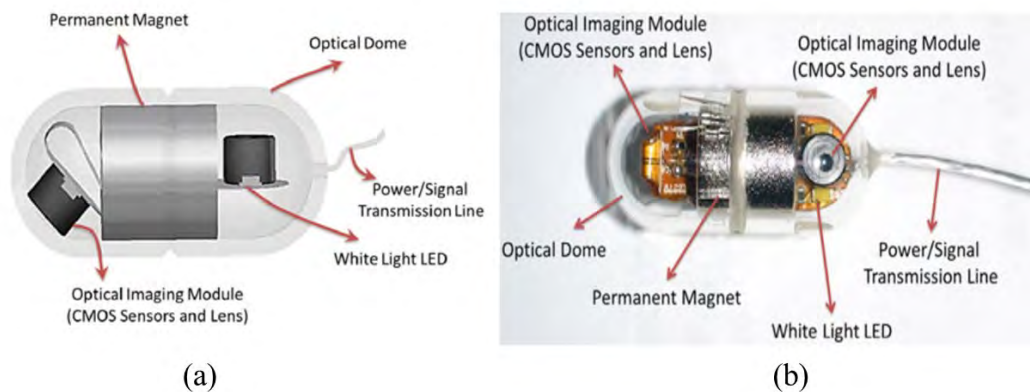 Permanent Magnet
Optical Dome
Power/Signal
Transmission Line
White Light LED
Optical Imaging Module
(CMOS Sensors and Lens)
(a)
Optical Imaging Module
(CMOS Sensors and Lens)
Optical Imaging Module
(CMOS Sensors and Lens)
Optical Dome
Permanent Magnet
Power/Signal
Transmission Line
White Light LED
(b)